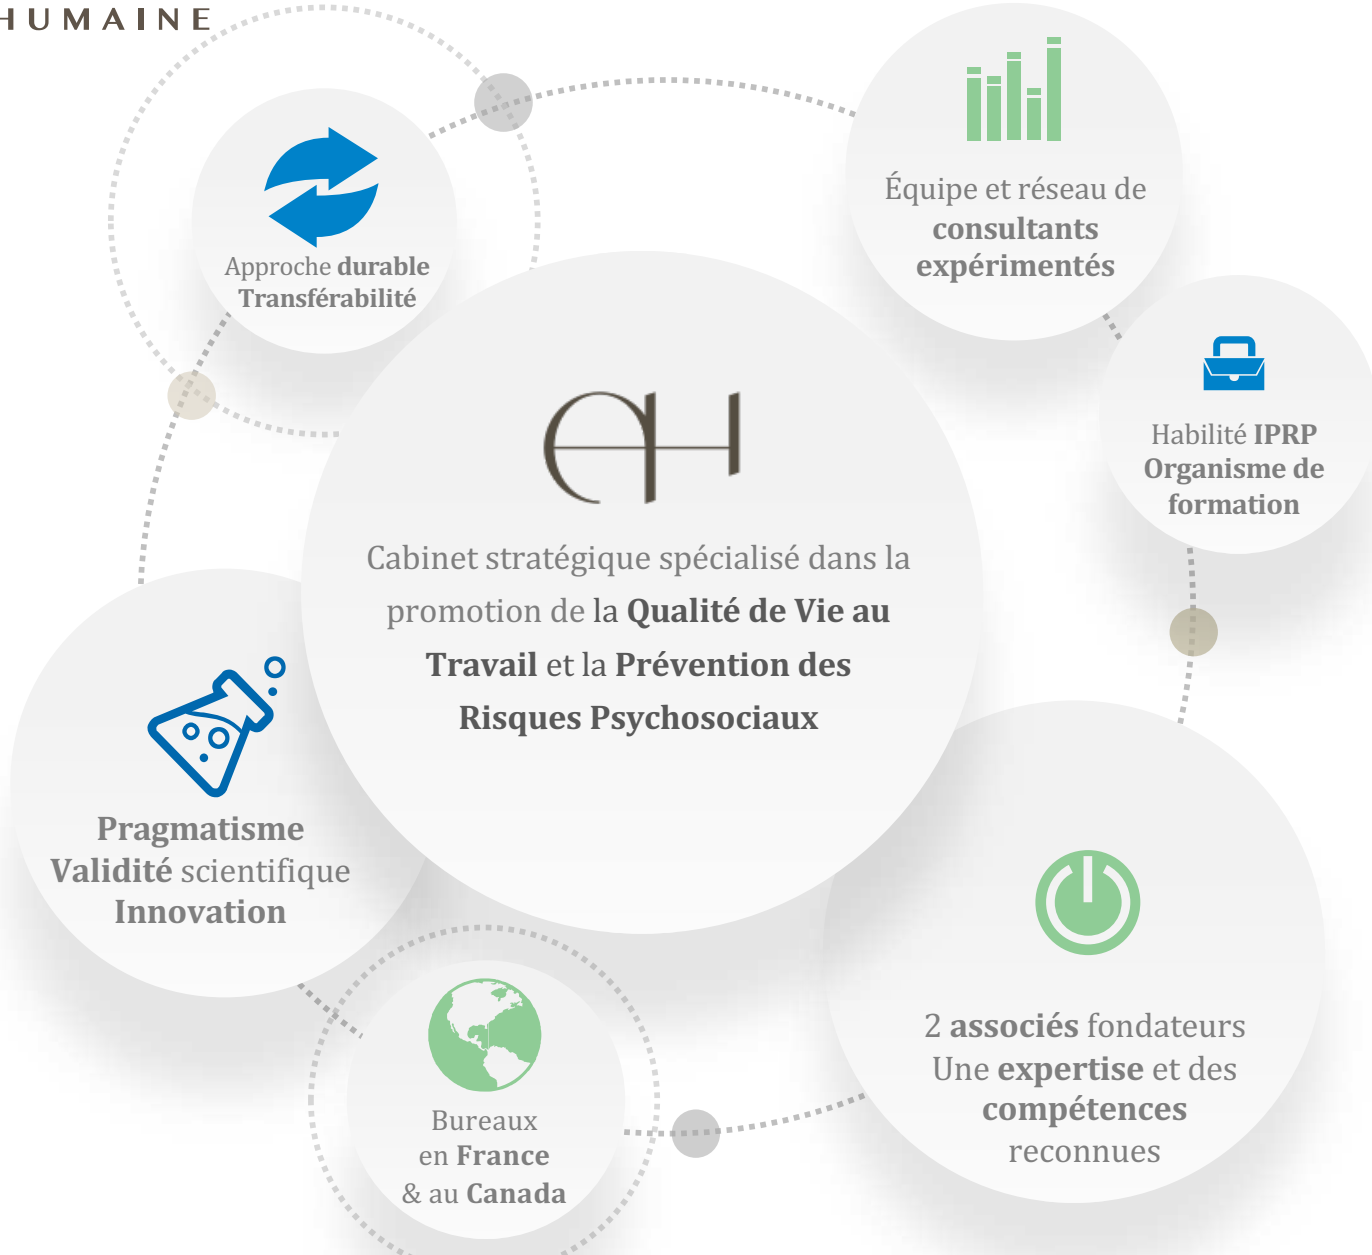 HUMAINE
Équipe et réseau de
consultants
expérimentés
Approche durable
Transférabilité
Habilité IPRP
Organisme de
formation
AH
Cabinet stratégique spécialisé dans la
promotion de la Qualité de Vie au
Travail et la Prévention des
Risques Psychosociaux
Pragmatisme
Validité scientifique
Innovation
2 associés fondateurs
Une expertise et des
compétences
reconnues
Bureaux
en France
& au Canada